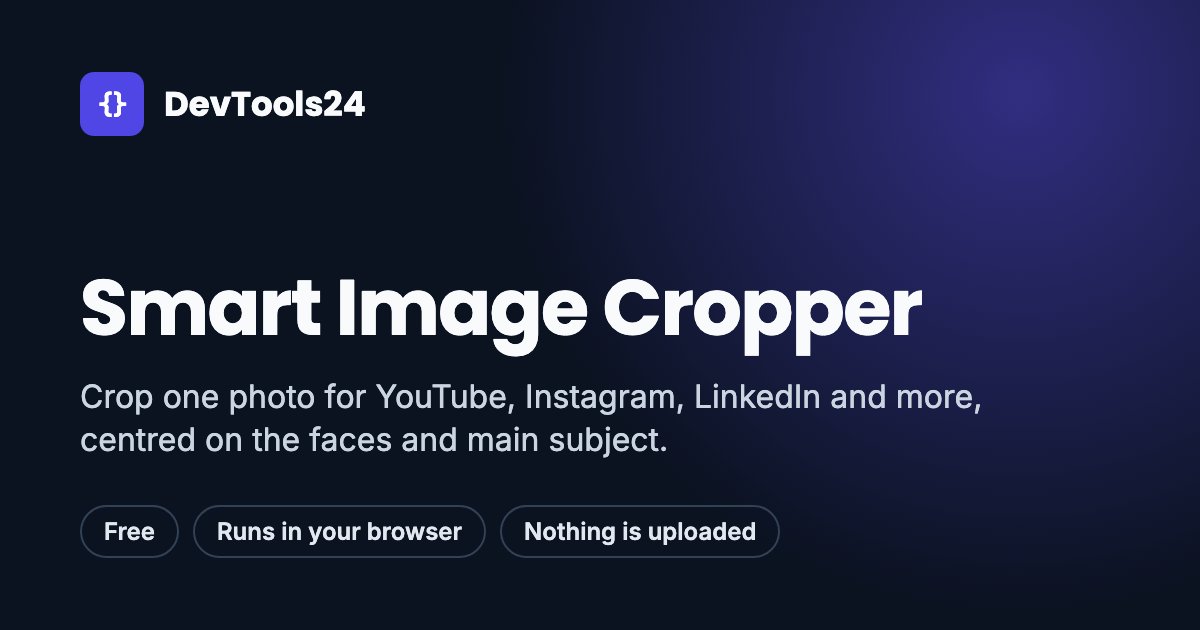 {}
DevTools24
Smart Image Cropper
Crop one photo for YouTube, Instagram, LinkedIn and more,
centred on the faces and main subject.
Free
Runs in your browser
Nothing is uploaded